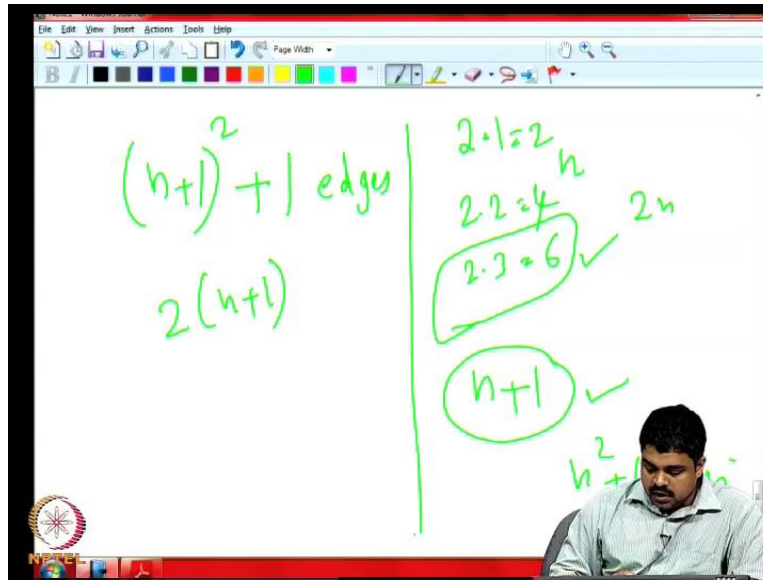 File Edit View Insert Actions Tools Help
Page Width
B I
(n+1)² + 1 edges
2(n+1)
2·1=2
n
2·2=4
2n
2·3=6
n+1
n²+
NPTEL